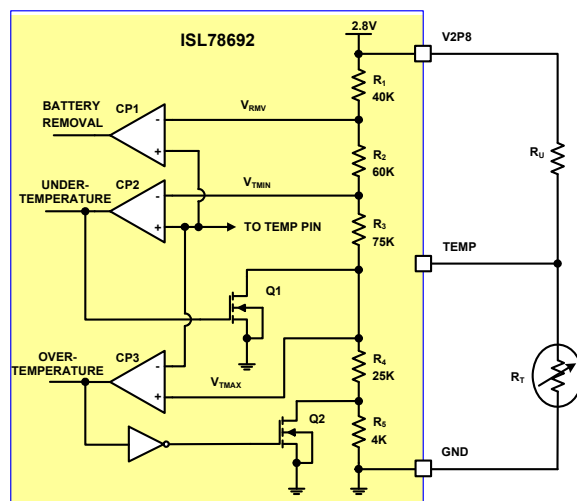 2.8V
ISL78692
V2P8
R1
40K
BATTERY
REMOVAL
CP1
VRMV
-
+
R2
60K
RU
UNDER-
TEMPERATURE
CP2
VTMIN
-
+
TO TEMP PIN
R3
75K
TEMP
Q1
OVER-
TEMPERATURE
CP3
-
+
VTMAX
R4
25K
RT
Q2
R5
4K
GND